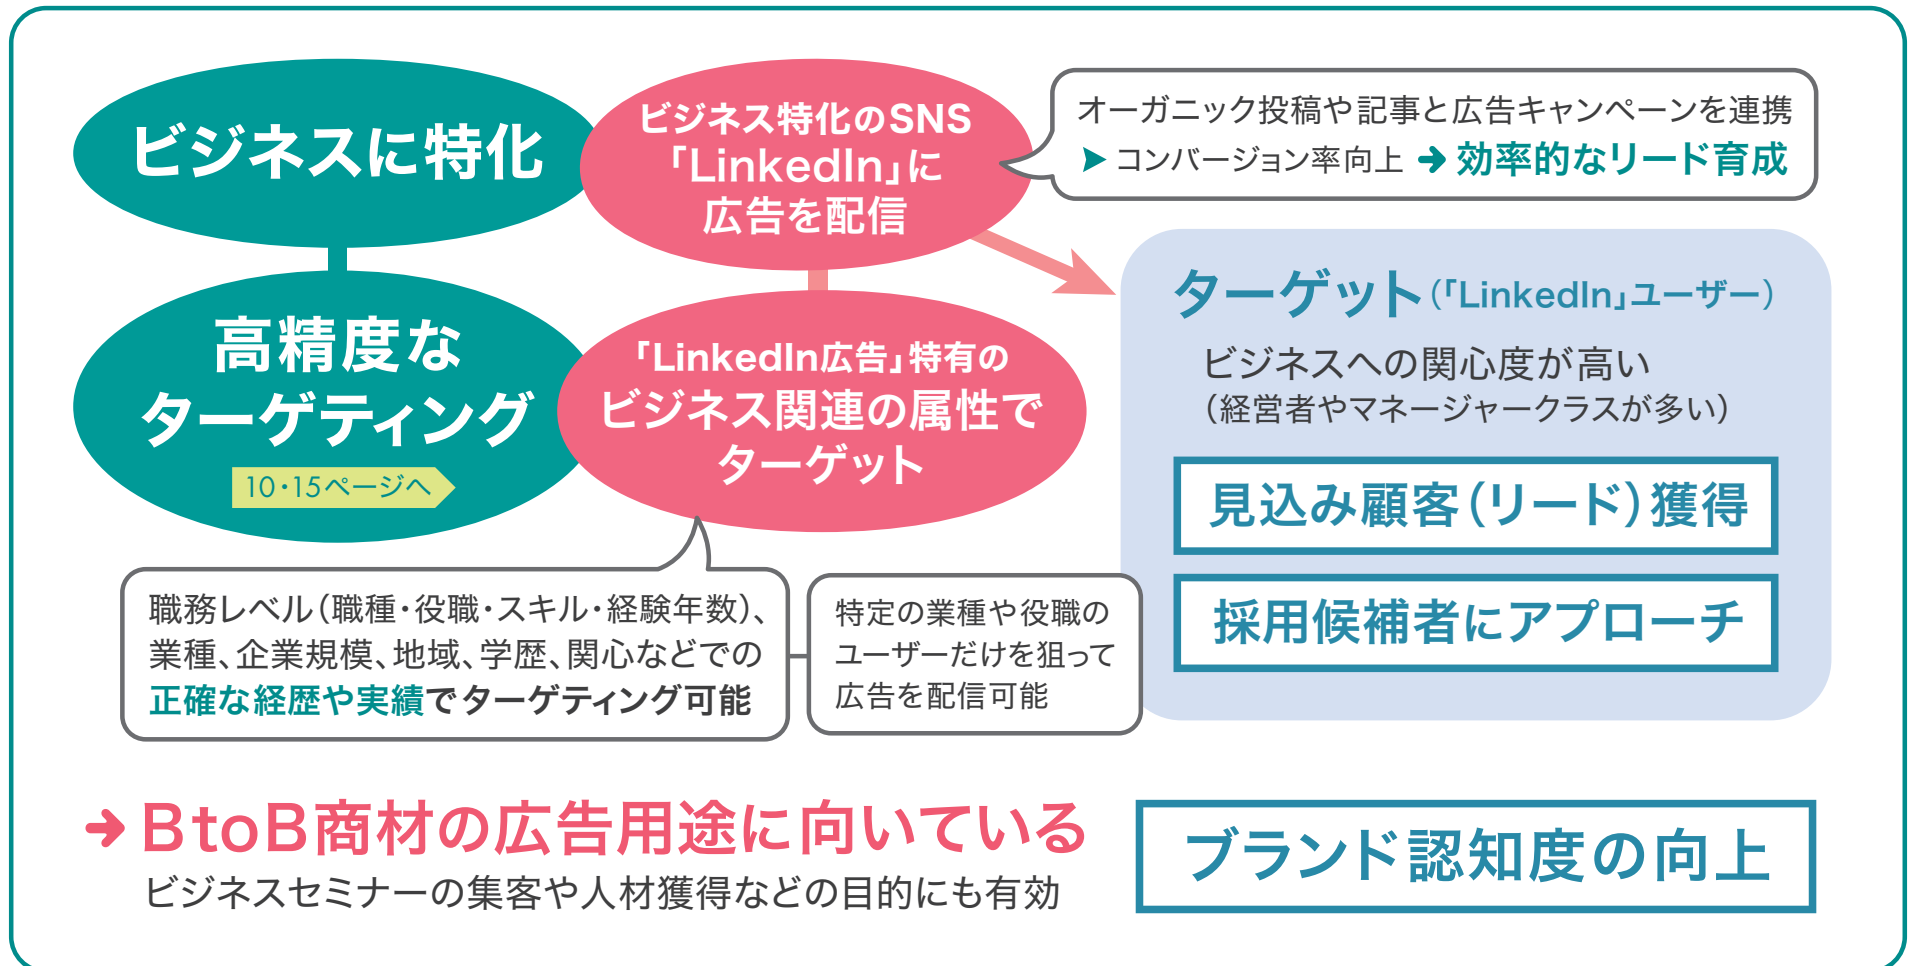 ビジネスに特化
ビジネス特化のSNS
「LinkedIn」に
広告を配信
オーガニック投稿や記事と広告キャンペーンを連携
➤ コンバージョン率向上 ➔ 効率的なリード育成
高精度な
ターゲティング
10・15ページへ
「LinkedIn広告」特有の
ビジネス関連の属性で
ターゲット
ターゲット（「LinkedIn」ユーザー）
ビジネスへの関心度が高い
（経営者やマネージャークラスが多い）
見込み顧客（リード）獲得
採用候補者にアプローチ
職務レベル（職種・役職・スキル・経験年数）、
業種、企業規模、地域、学歴、関心などでの
正確な経歴や実績でターゲティング可能
特定の業種や役職の
ユーザーだけを狙って
広告を配信可能
➔ BtoB商材の広告用途に向いている
ビジネスセミナーの集客や人材獲得などの目的にも有効
ブランド認知度の向上